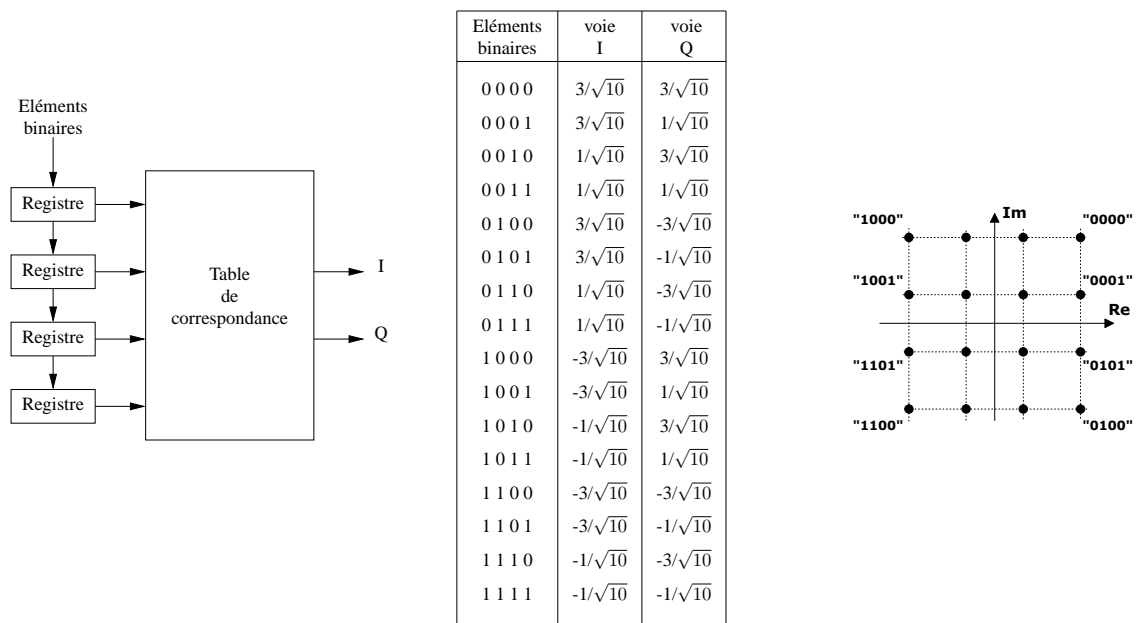 Eléments
binaires
Registre
Registre
Registre
Registre
Table
de
correspondance
I
Q
Eléments binaires voie I voie Q
0 0 0 0 3/√10 3/√10
0 0 0 1 3/√10 1/√10
0 0 1 0 1/√10 3/√10
0 0 1 1 1/√10 1/√10
0 1 0 0 3/√10 -3/√10
0 1 0 1 3/√10 -1/√10
0 1 1 0 1/√10 -3/√10
0 1 1 1 1/√10 -1/√10
1 0 0 0 -3/√10 3/√10
1 0 0 1 -3/√10 1/√10
1 0 1 0 -1/√10 3/√10
1 0 1 1 -1/√10 1/√10
1 1 0 0 -3/√10 -3/√10
1 1 0 1 -3/√10 -1/√10
1 1 1 0 -1/√10 -3/√10
1 1 1 1 -1/√10 -1/√10
Im
"1000" "0000"
"1001" "0001"
Re
"1101" "0101"
"1100" "0100"